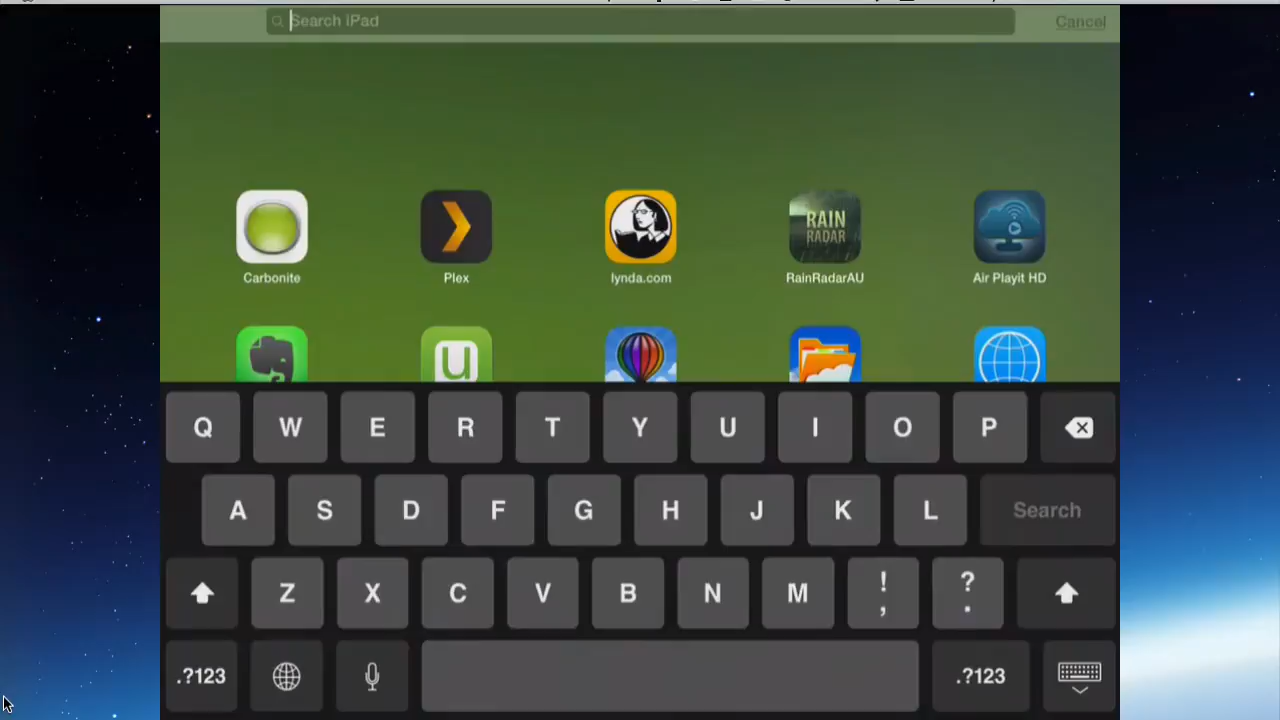 Search iPad Cancel
RAIN
RADAR
Carbonite Plex lynda.com RainRadarAU Air Playit HD
U
Q W E R T Y U I O P
A S D F G H J K L Search
Z X C V B N M ! , ? .
.?123 .?123